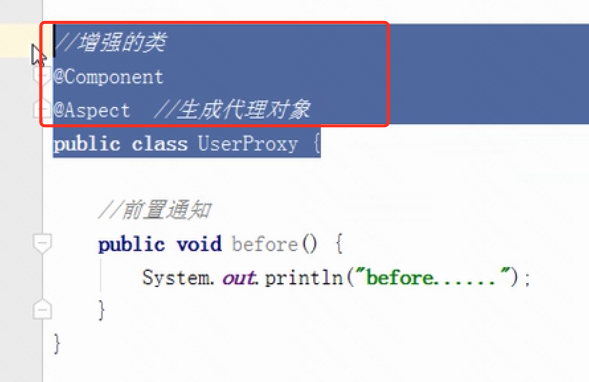 //增强的类
@Component
@Aspect  //生成代理对象
public class UserProxy {
//前置通知
public void before() {
System.out.println("before......");
}
}